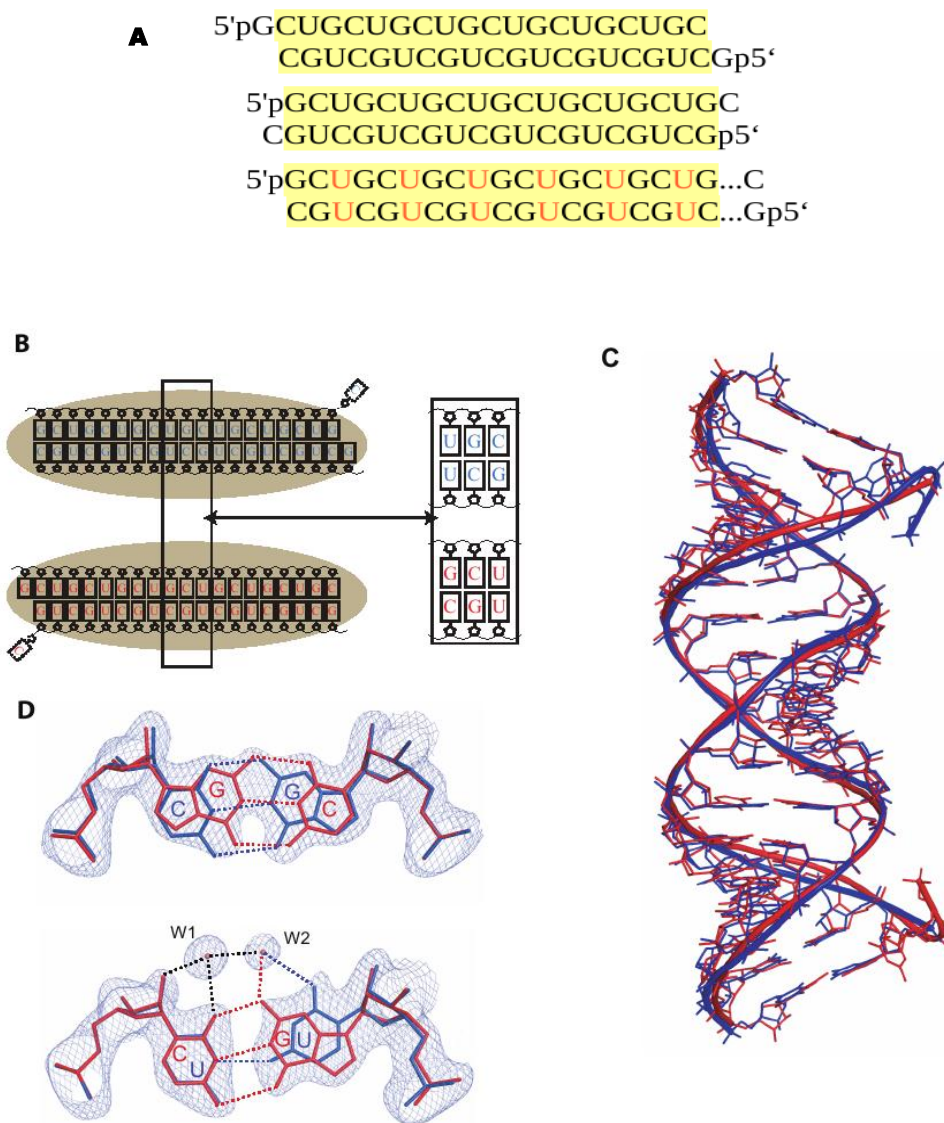 A
5'pGCUGCUGCUGCUGCUGCUGC
CGUCGUCGUCGUCGUCGUCGp5‘
5'pGCUGCUGCUGCUGCUGCUGC
CGUCGUCGUCGUCGUCGUCGp5‘
5'pGCUGCUGCUGCUGCUGCUG...C
CGUCGUCGUCGUCGUCGUC...Gp5‘
B
U G C
U C G
G C U
C G U
C
D
C G G C
W1 W2
C U G U